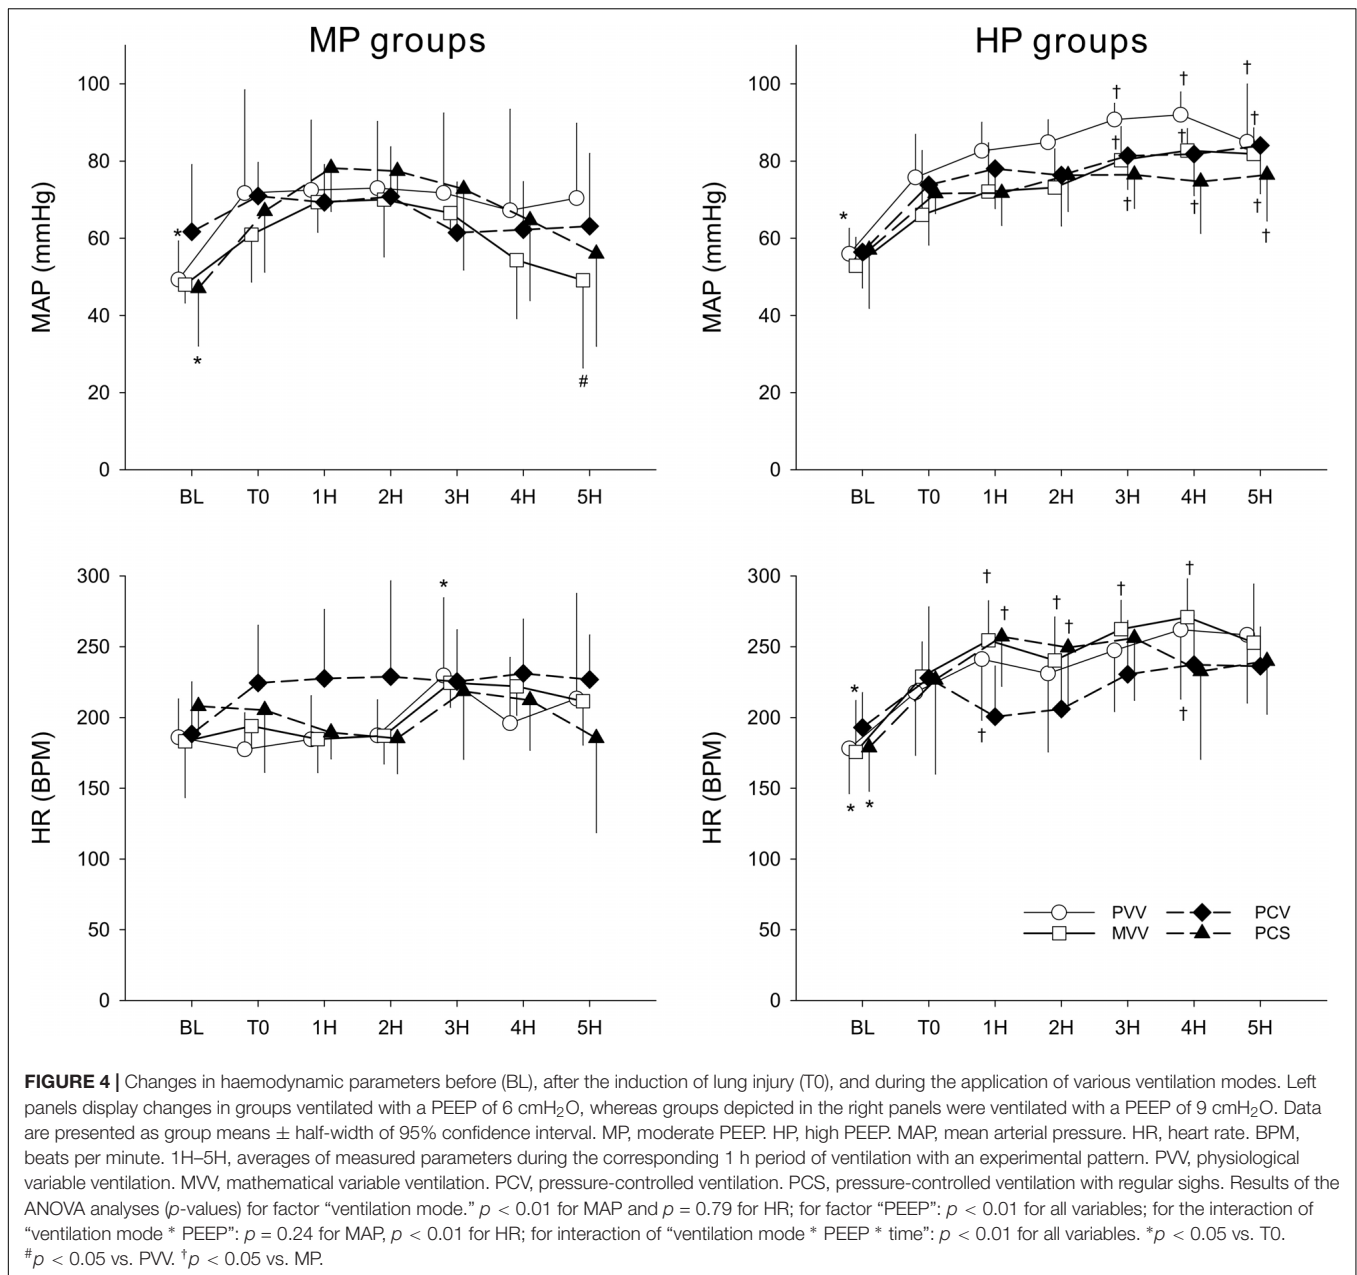 MP groups
HP groups
MAP (mmHg)
100
80
60
40
20
0
*
*
#
BL T0 1H 2H 3H 4H 5H
MAP (mmHg)
100
80
60
40
20
0
*
† † †
† † †
† † † †
BL T0 1H 2H 3H 4H 5H
HR (BPM)
300
250
200
150
100
50
0
*
BL T0 1H 2H 3H 4H 5H
HR (BPM)
300
250
200
150
100
50
0
† † † †
† †
*
† †
* *
PVV PCV
MVV PCS
BL T0 1H 2H 3H 4H 5H
FIGURE 4 | Changes in haemodynamic parameters before (BL), after the induction of lung injury (T0), and during the application of various ventilation modes. Left
panels display changes in groups ventilated with a PEEP of 6 cmH₂O, whereas groups depicted in the right panels were ventilated with a PEEP of 9 cmH₂O. Data
are presented as group means ± half-width of 95% confidence interval. MP, moderate PEEP. HP, high PEEP. MAP, mean arterial pressure. HR, heart rate. BPM,
beats per minute. 1H–5H, averages of measured parameters during the corresponding 1 h period of ventilation with an experimental pattern. PVV, physiological
variable ventilation. MVV, mathematical variable ventilation. PCV, pressure-controlled ventilation. PCS, pressure-controlled ventilation with regular sighs. Results of the
ANOVA analyses (p-values) for factor “ventilation mode.” p < 0.01 for MAP and p = 0.79 for HR; for factor “PEEP”: p < 0.01 for all variables; for the interaction of
“ventilation mode * PEEP”: p = 0.24 for MAP, p < 0.01 for HR; for interaction of “ventilation mode * PEEP * time”: p < 0.01 for all variables. *p < 0.05 vs. T0.
#p < 0.05 vs. PVV. †p < 0.05 vs. MP.